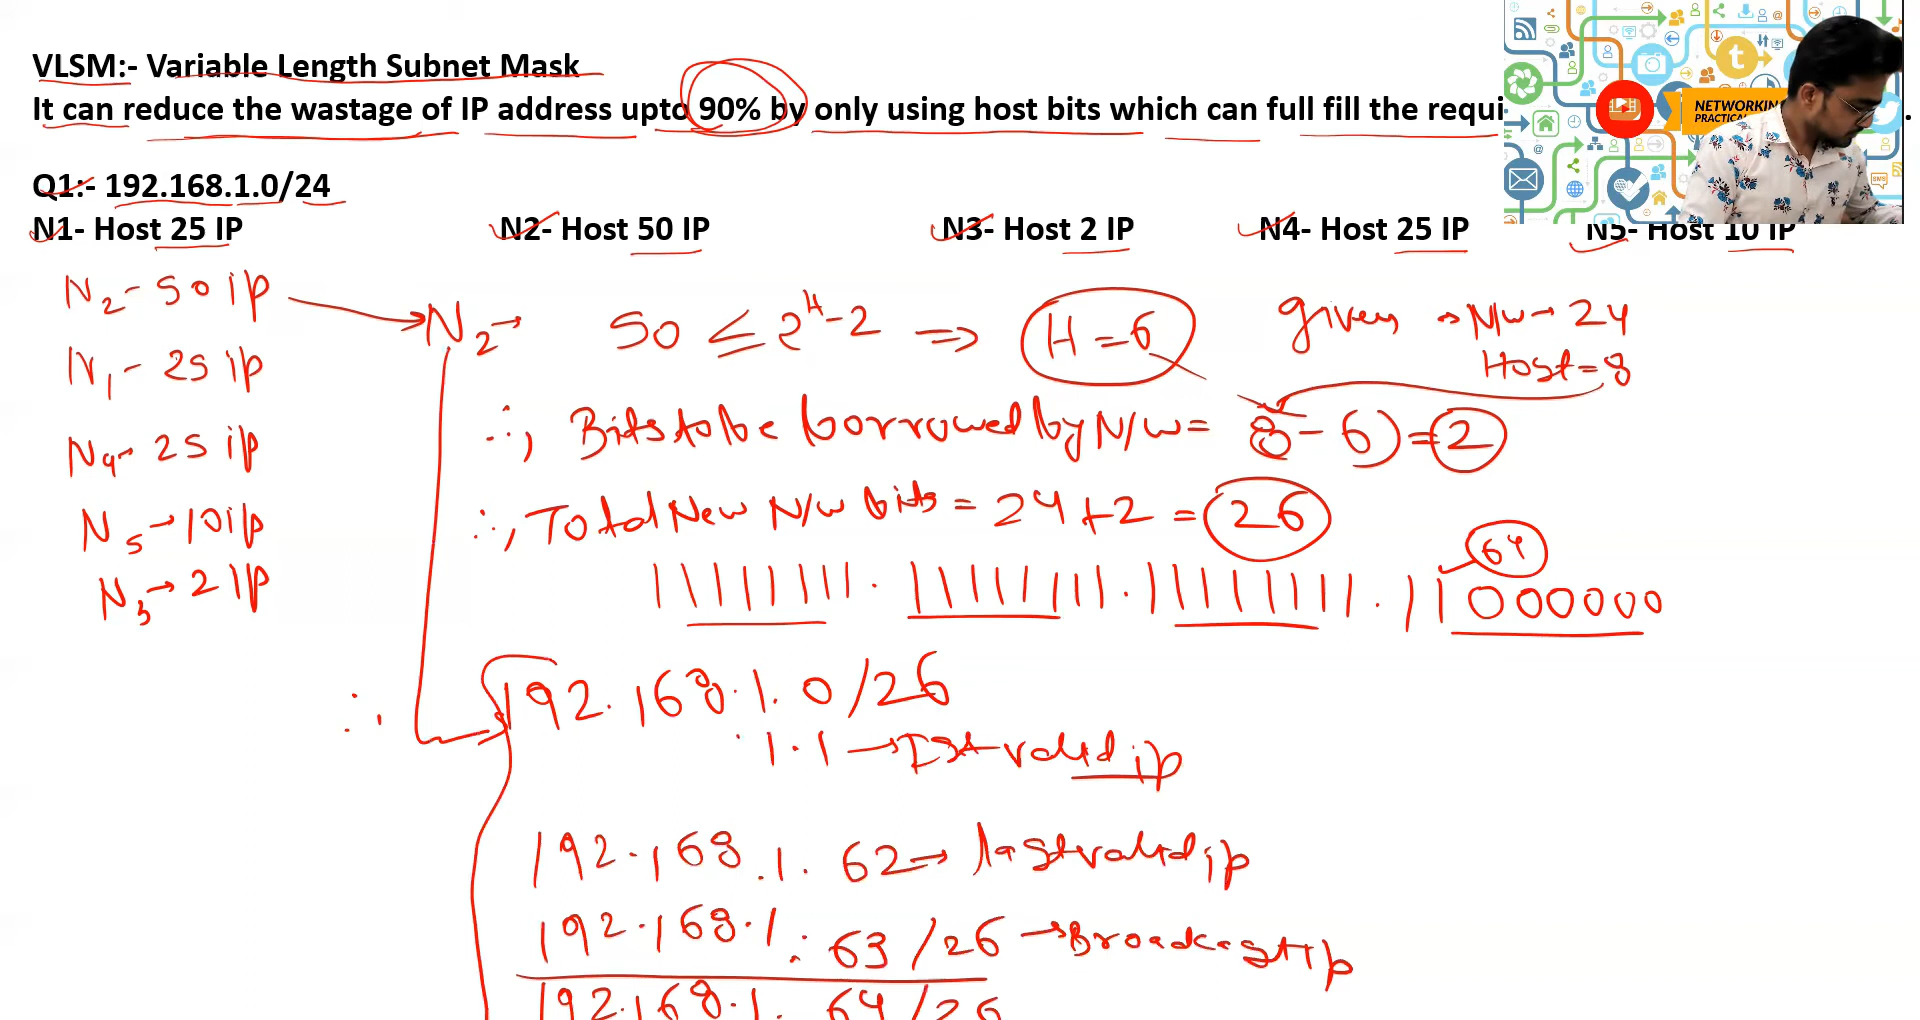 VLSM:- Variable Length Subnet Mask
It can reduce the wastage of IP address upto 90% by only using host bits which can full fill the requi
NETWORKIN
PRACTICAL
Q1:- 192.168.1.0/24
N1- Host 25 IP N2- Host 50 IP N3- Host 2 IP N4- Host 25 IP N5- Host 10 IP
N2- 50 ip
N1- 25 ip
N4- 25 ip
N5→10ip
N3→2 IP
N2→ 50 ≤ 2^H-2 ⇒ H=6
given → N/w→ 24
Host=8
∴, Bits to be borrowed by N/w= 8-6)=2
∴, Total New N/w bits = 24+2 = 26
64
11111111.11111111.11111111.11000000
∴, 192.168.1.0/26
1.1→Ist valid ip
192.168.1.62→ last valid ip
192.168.1.63/26→Broadcast ip
192.168.1.64/26